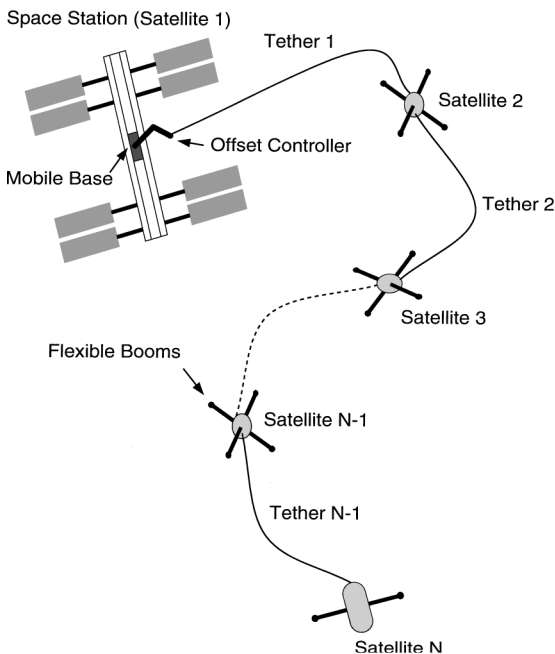 Space Station (Satellite 1)
Tether 1
Satellite 2
Offset Controller
Mobile Base
Tether 2
Satellite 3
Flexible Booms
Satellite N-1
Tether N-1
Satellite N